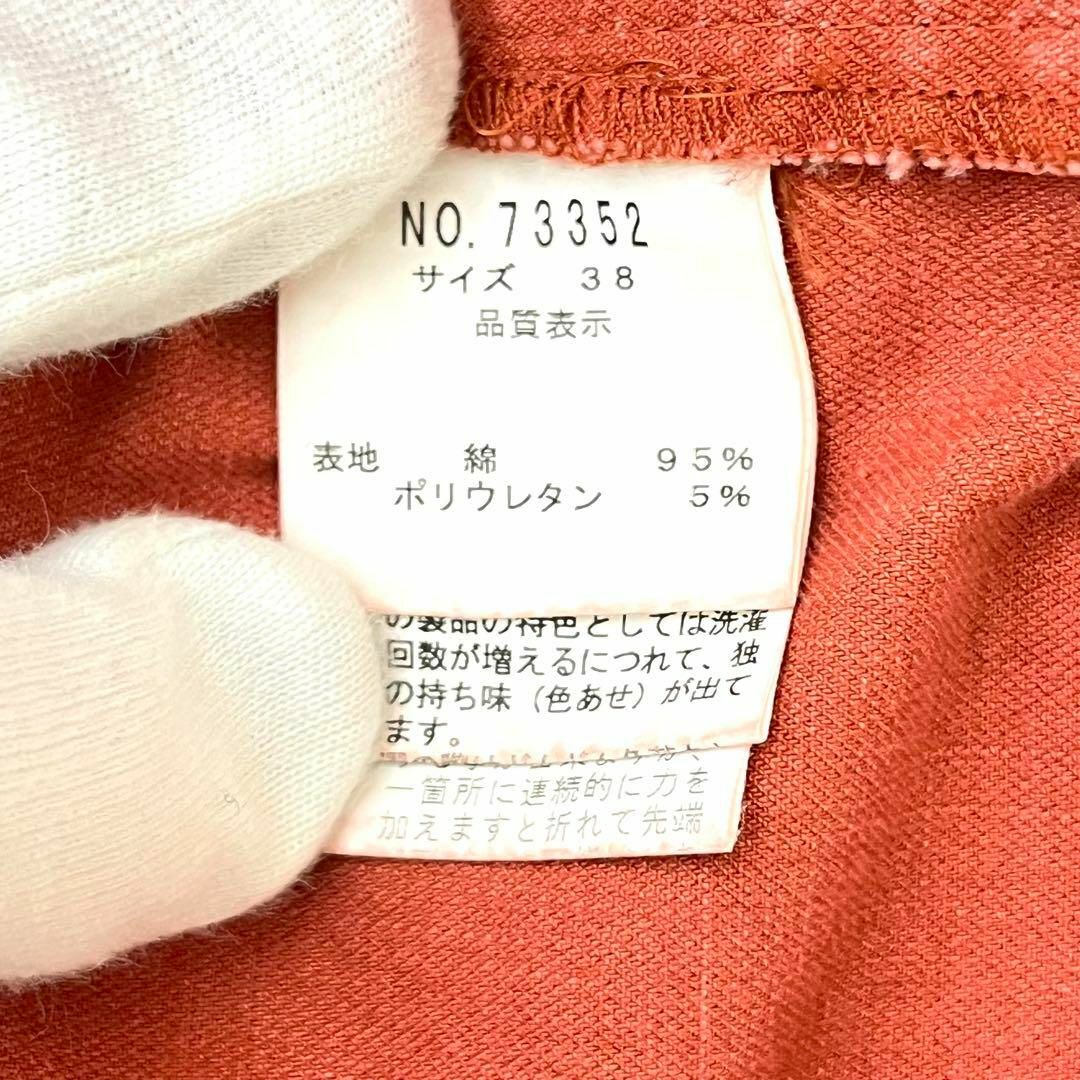 NO. 73352
サイズ 38
品質表示
表地 綿 95%
ポリウレタン 5%
の製品の特色としては洗濯
回数が増えるにつれて、独
の持ち味(色あせ)が出て
ます。
一箇所に連続的に力を
加えますと折れて先端